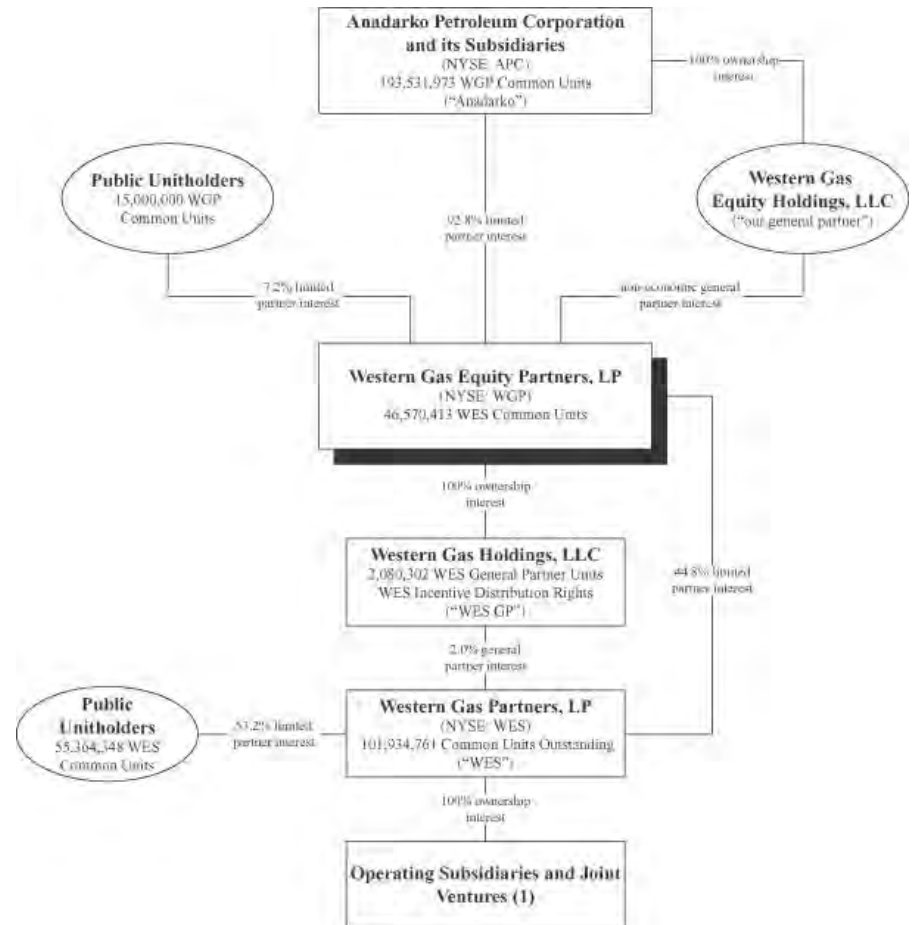 Anadarko Petroleum Corporation
and its Subsidiaries
(NYSE: APC)
193,531,973 WGP Common Units
("Anadarko")
100% ownership
interest
Public Unitholders
15,000,000 WGP
Common Units
Western Gas
Equity Holdings, LLC
("our general partner")
92.8% limited
partner interest
7.2% limited
partner interest
non-economic general
partner interest
Western Gas Equity Partners, LP
(NYSE: WGP)
46,570,413 WES Common Units
100% ownership
interest
Western Gas Holdings, LLC
2,080,302 WES General Partner Units
WES Incentive Distribution Rights
("WES GP")
44.8% limited
partner interest
2.0% general
partner interest
Public
Unitholders
55,364,348 WES
Common Units
53.2% limited
partner interest
Western Gas Partners, LP
(NYSE: WES)
101,934,761 Common Units Outstanding
("WES")
100% ownership
interest
Operating Subsidiaries and Joint
Ventures (1)